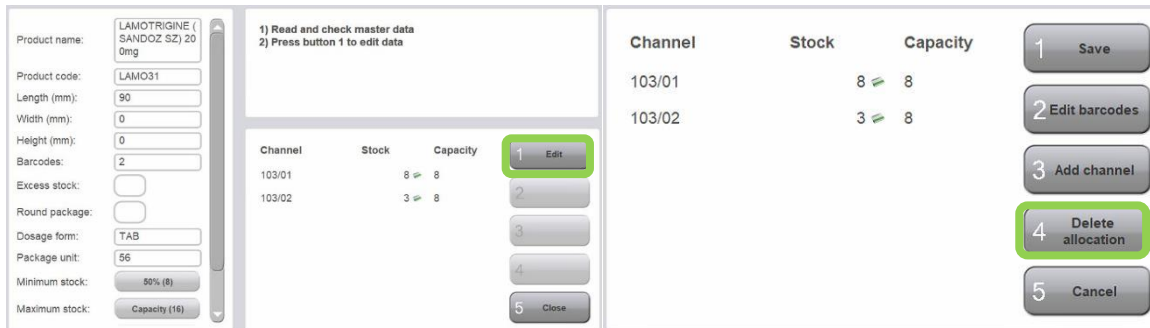 Product name: LAMOTRIGINE (
SANDOZ SZ) 20
0mg
Product code: LAMO31
Length (mm): 90
Width (mm): 0
Height (mm): 0
Barcodes: 2
Excess stock:
Round package:
Dosage form: TAB
Package unit: 56
Minimum stock: 50% (8)
Maximum stock: Capacity (16)
1) Read and check master data
2) Press button 1 to edit data
Channel Stock Capacity
103/01 8 8
103/02 3 8
1 Edit
2
3
4
5 Close
Channel Stock Capacity
103/01 8 8
103/02 3 8
1 Save
2 Edit barcodes
3 Add channel
4 Delete
allocation
5 Cancel